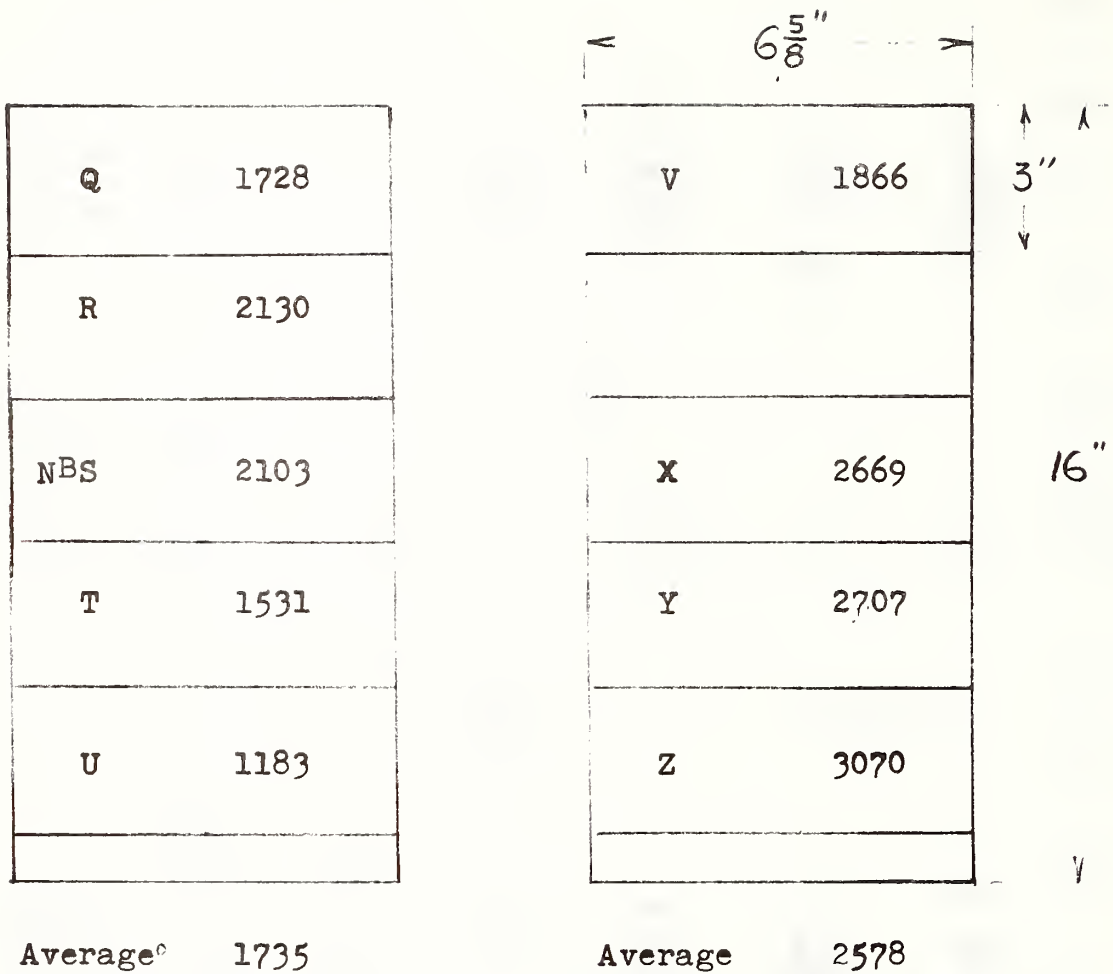 6 5/8"
Q 1728
V 1866
3"
R 2130
NBS 2103
X 2669
16"
T 1531
Y 2707
U 1183
Z 3070
Average 1735
Average 2578